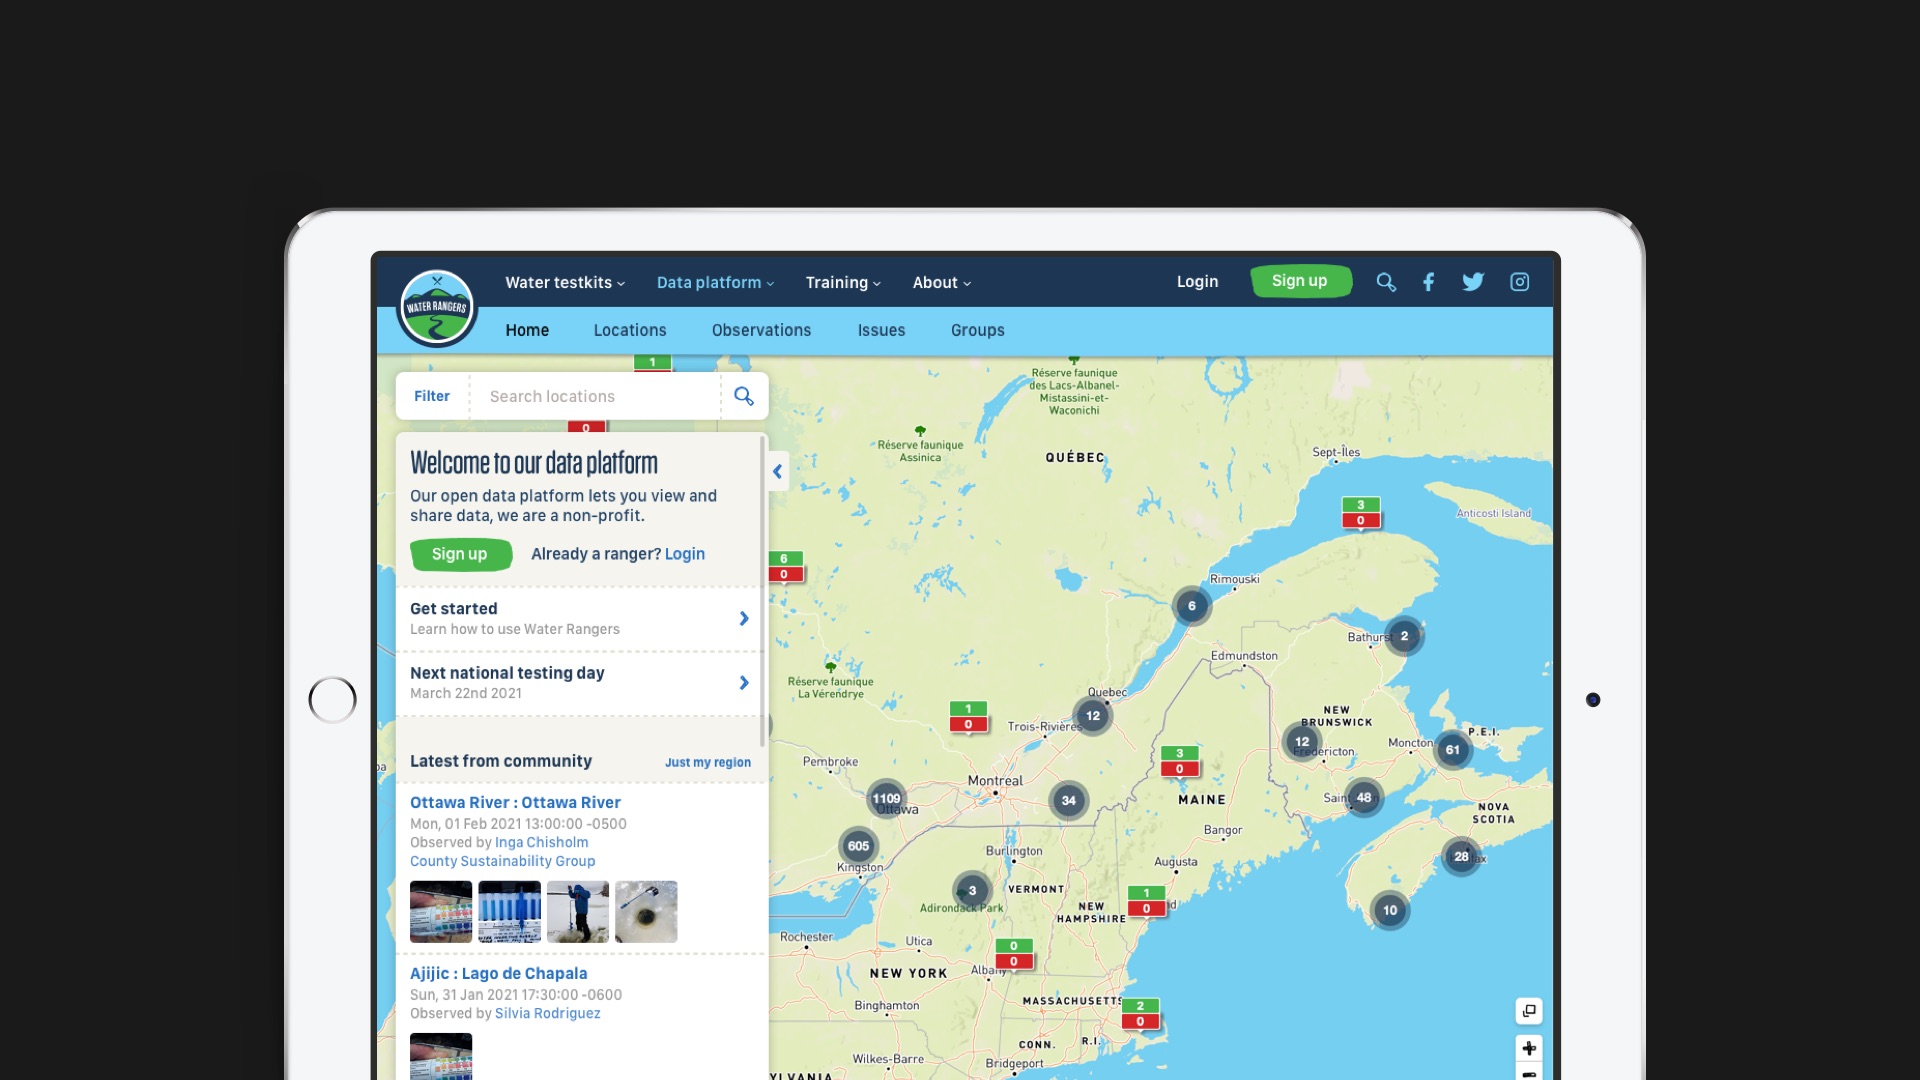 Water testkits
Data platform
Training
About
Login
Sign up
WATER RANGERS
Home
Locations
Observations
Issues
Groups
Filter
Search locations
Welcome to our data platform
Our open data platform lets you view and
share data, we are a non-profit.
Sign up
Already a ranger? Login
Get started
Learn how to use Water Rangers
Next national testing day
March 22nd 2021
Latest from community
Just my region
Ottawa River : Ottawa River
Mon, 01 Feb 2021 13:00:00 -0500
Observed by Inga Chisholm
County Sustainability Group
Ajijic : Lago de Chapala
Sun, 31 Jan 2021 17:30:00 -0600
Observed by Silvia Rodriguez
1
0
Réserve faunique
des Lacs-Albanel-
Mistassini-et-
Waconichi
Réserve faunique
Assinica
QUÉBEC
Sept-Îles
3
0
Anticosti Island
6
0
Rimouski
6
Bathurst
2
Edmundston
Réserve faunique
La Vérendrye
Quebec
12
1
0
Trois-Rivières
NEW
BRUNSWICK
12
Fredericton
Moncton
P.E.I.
61
3
0
Pembroke
Montreal
1109
Ottawa
34
MAINE
Saint
48
NOVA
SCOTIA
Bangor
605
Kingston
Burlington
Augusta
28
3
VERMONT
Adirondack Park
NEW
HAMPSHIRE
1
0
10
Rochester
Utica
0
0
Albany
NEW YORK
Binghamton
MASSACHUSETTS
2
0
CONN.
R.I.
Wilkes-Barre
Bridgeport
YLVANIA